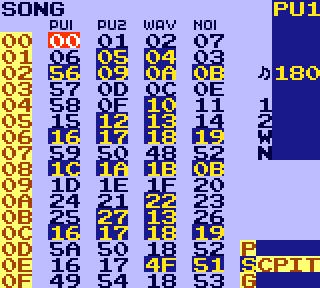 SONG PU1
PU1 PU2 WAV NOI
00 00 01 02 07
01 06 05 04 03
02 56 09 0A 0B ♫180
03 57 0D 0C 0E
04 58 0F 10 11 1
05 15 12 13 14 2
06 16 17 18 19 W
07 59 50 48 52 N
08 1C 1A 1B 0B
09 1D 1E 1F 20
0A 24 21 22 23
0B 25 27 13 26
0C 16 17 18 19
0D 5A 50 18 52 P
0E 16 17 4F 51 SCPIT
0F 49 54 18 53 G